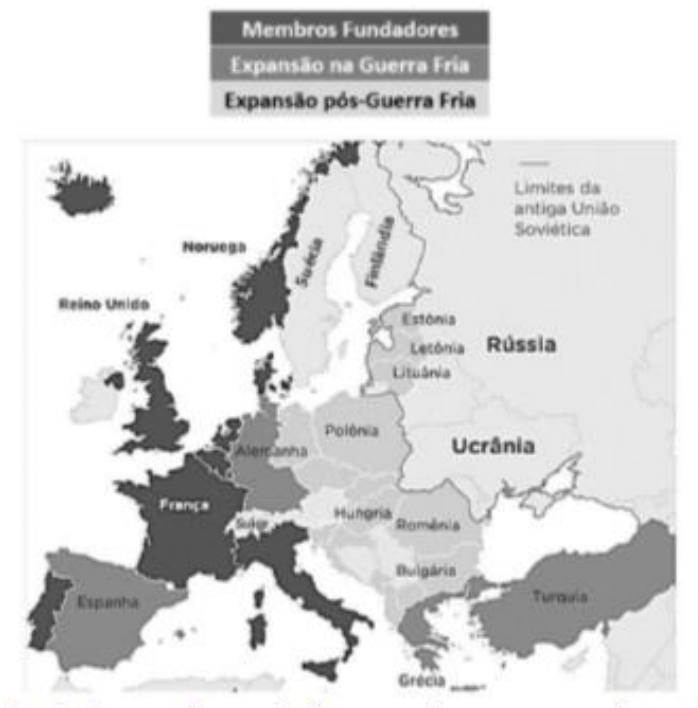 Membros Fundadores
Expansão na Guerra Fria
Expansão pós-Guerra Fria
Limites da
antiga União
Soviética
Noruega
Suécia
Finlândia
Reino Unido
Estônia
Letônia
Rússia
Lituânia
Polônia
Alemanha
Ucrânia
França
Suíça
Hungria
Romênia
Bulgária
Espanha
Turquia
Grécia